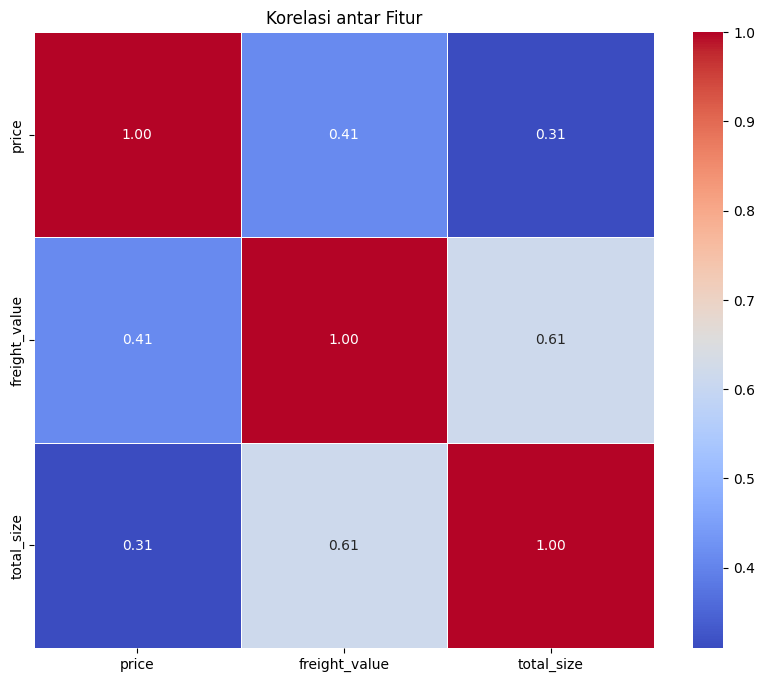 Korelasi antar Fitur
price
1.00
0.41
0.31
freight_value
0.41
1.00
0.61
total_size
0.31
0.61
1.00
price
freight_value
total_size
1.0
0.9
0.8
0.7
0.6
0.5
0.4